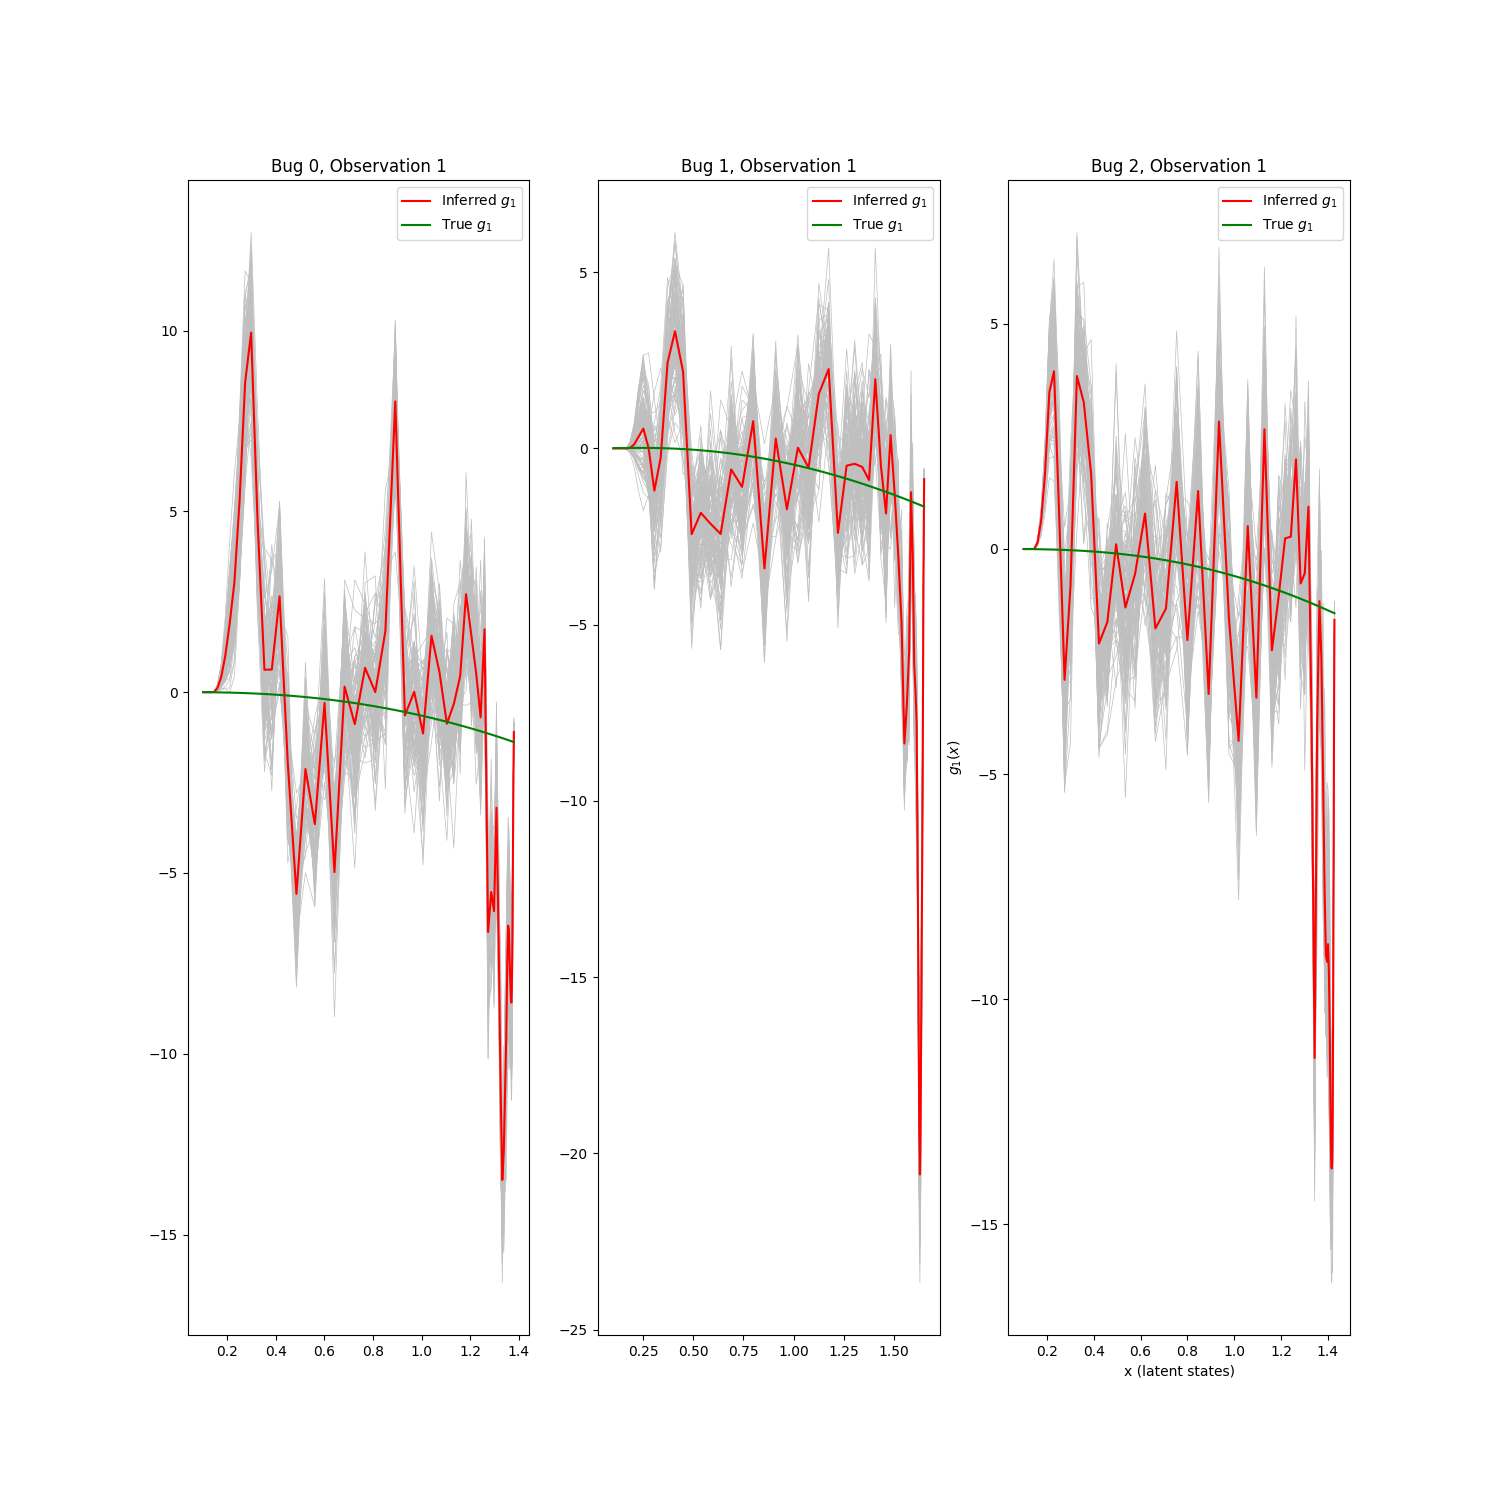 Bug 0, Observation 1
Inferred g₁
True g₁
10
5
0
−5
−10
−15
0.2 0.4 0.6 0.8 1.0 1.2 1.4
Bug 1, Observation 1
Inferred g₁
True g₁
5
0
−5
−10
−15
−20
−25
0.25 0.50 0.75 1.00 1.25 1.50
Bug 2, Observation 1
Inferred g₁
True g₁
g₁(x)
5
0
−5
−10
−15
0.2 0.4 0.6 0.8 1.0 1.2 1.4
x (latent states)